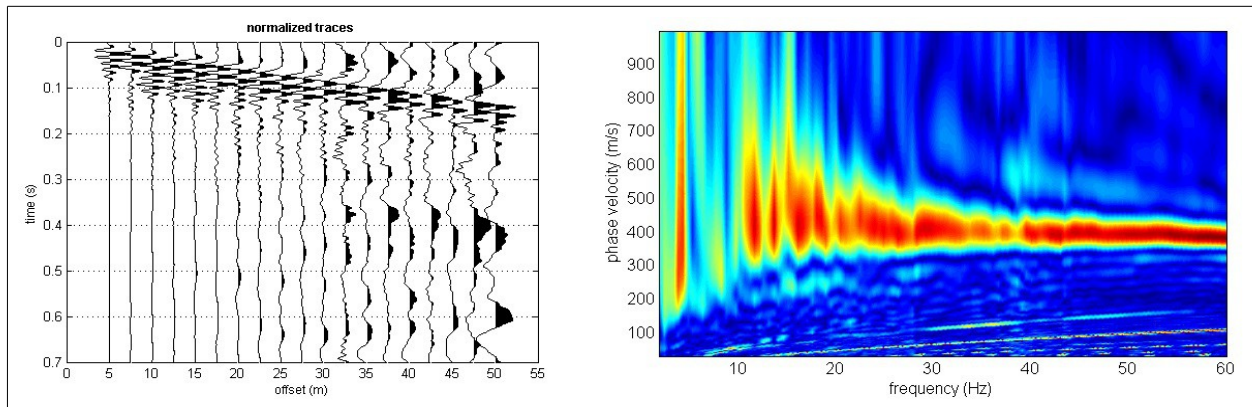 normalized traces
0
0.1
0.2
0.3
0.4
0.5
0.6
0.7
time (s)
0 5 10 15 20 25 30 35 40 45 50 55
offset (m)
900
800
700
600
500
400
300
200
100
phase velocity (m/s)
10 20 30 40 50 60
frequency (Hz)